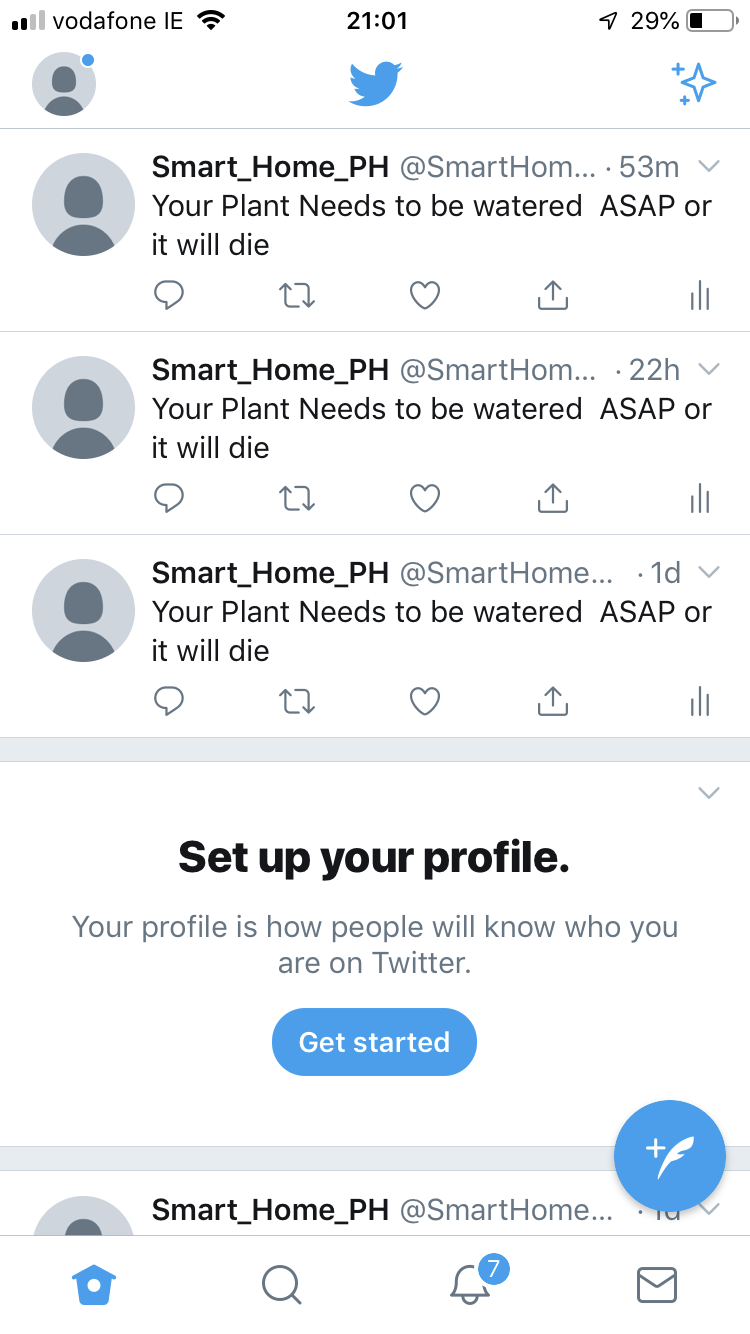 vodafone IE 21:01 29%
Smart_Home_PH @SmartHom... · 53m
Your Plant Needs to be watered  ASAP or
it will die
Smart_Home_PH @SmartHom... · 22h
Your Plant Needs to be watered  ASAP or
it will die
Smart_Home_PH @SmartHome... · 1d
Your Plant Needs to be watered  ASAP or
it will die
Set up your profile.
Your profile is how people will know who you
are on Twitter.
Get started
Smart_Home_PH @SmartHome... · 1d
7